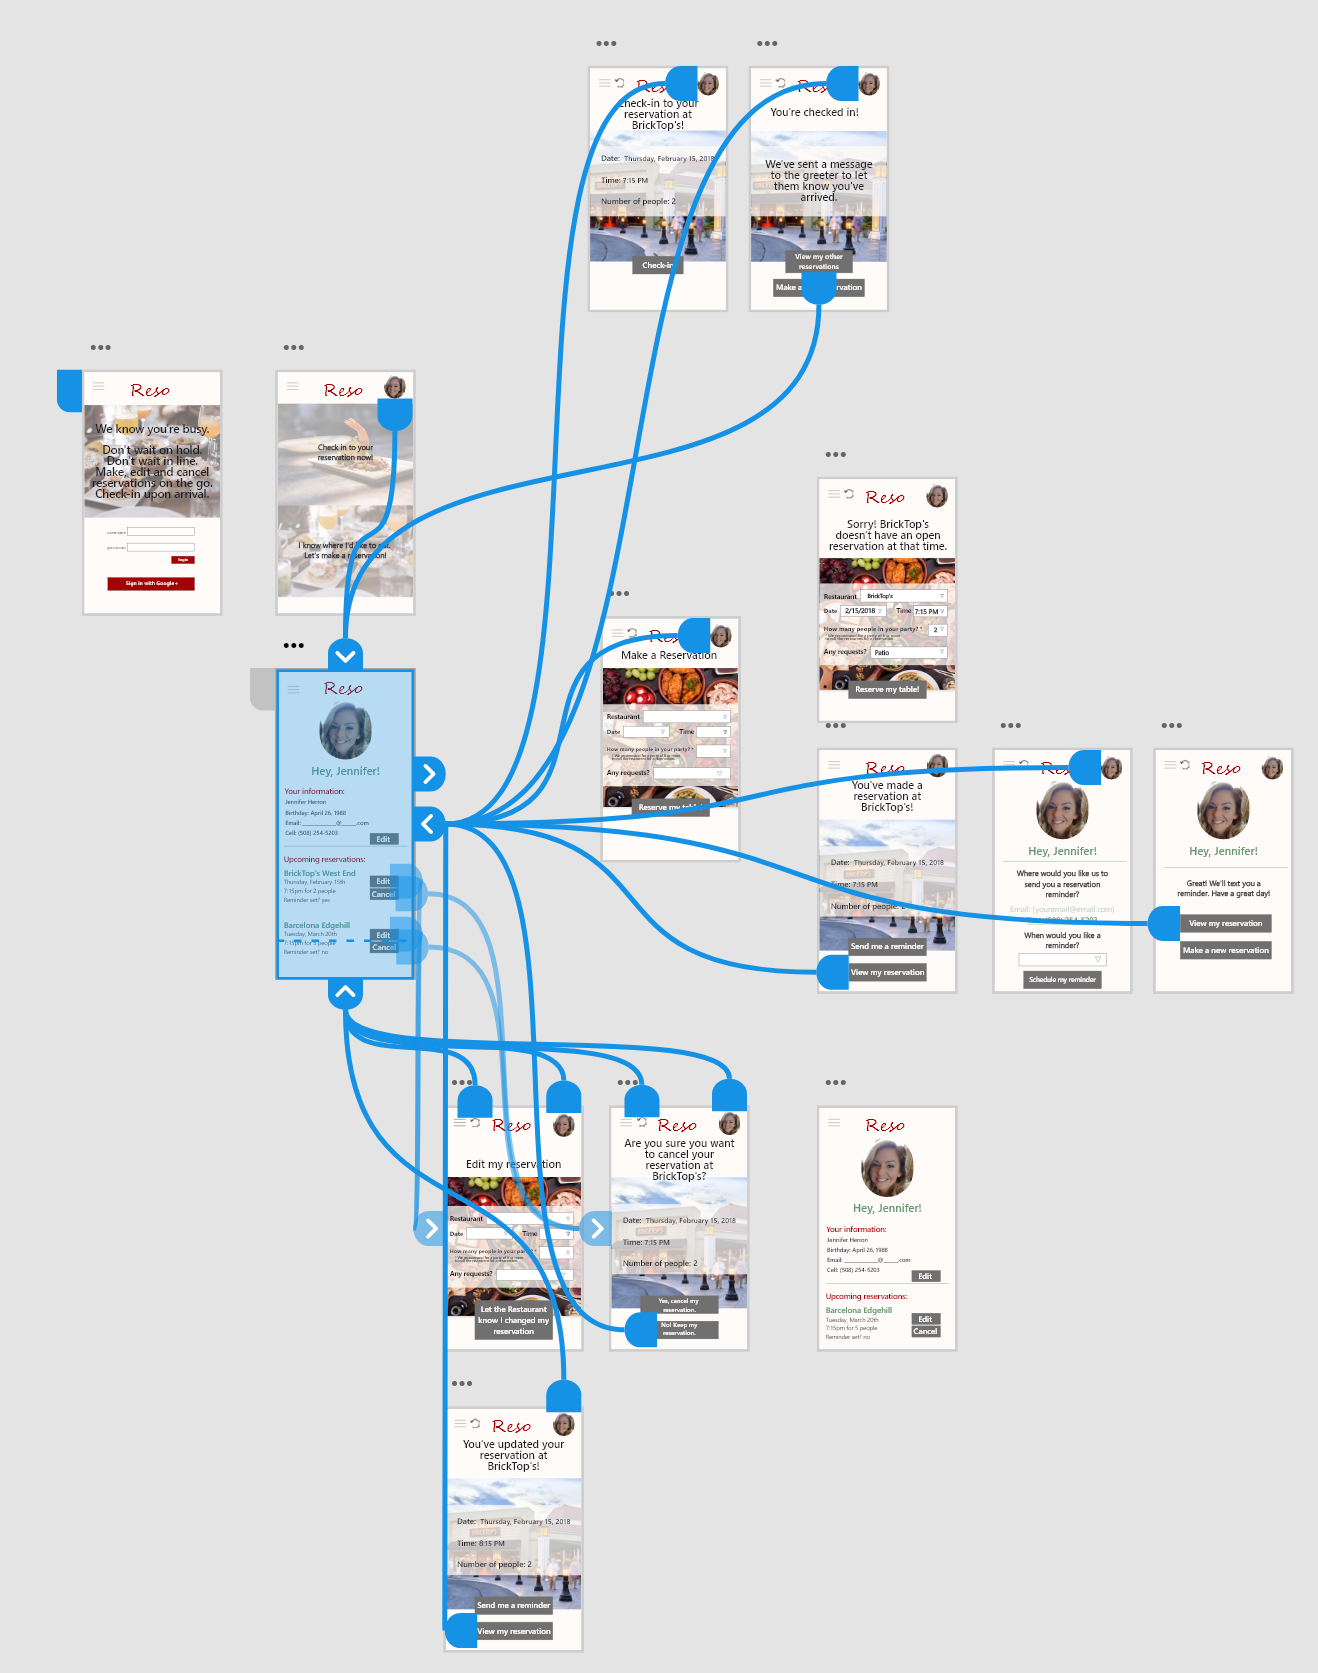 Reso
Check-in to your
reservation at
BrickTop's!
Date: Thursday, February 15, 2018
Time: 7:15 PM
Number of people: 2
Check-in
You're checked in!
We've sent a message
to the greeter to let
them know you've
arrived.
View my other
reservations
Make a
Reso
We know you're busy.
Don't wait on hold.
Don't wait in line.
Make, edit and cancel
reservations on the go.
Check-in upon arrival.
Sign in with Google+
Reso
Check in to your
reservation now!
I know where I'd like to eat.
Let's make a reservation!
Reso
Sorry! BrickTop's
doesn't have an open
reservation at that time.
Restaurant BrickTop's
Date 2/15/2018 Time 7:15 PM
How many people in your party? * 2
Any requests? Patio
Reserve my table!
Make a Reservation
Restaurant
Date Time
How many people in your party? *
Any requests?
Reserve my table!
Reso
Hey, Jennifer!
Your information:
Jennifer Herron
Birthday: April 26, 1988
Email: __________@____.com
Cell: (508) 254-5203
Edit
Upcoming reservations:
BrickTop's West End
Thursday, February 15th
7:15pm for 2 people
Reminder set? yes
Edit
Cancel
Barcelona Edgehill
Tuesday, March 20th
7:15pm for 5 people
Reminder set? no
Edit
Cancel
Reso
You've made a
reservation at
BrickTop's!
Date: Thursday, February 15, 2018
Time: 7:15 PM
Number of people: 2
Send me a reminder
View my reservation
Hey, Jennifer!
Where would you like us to
send you a reservation
reminder?
Email: (youremail@email.com)
(508) 254-5203
When would you like a
reminder?
Schedule my reminder
Reso
Hey, Jennifer!
Great! We'll text you a
reminder. Have a great day!
View my reservation
Make a new reservation
Reso
Edit my reservation
Restaurant
Date Time
How many people in your party? *
Any requests?
Let the Restaurant
know I changed my
reservation
Reso
Are you sure you want
to cancel your
reservation at
BrickTop's?
Date: Thursday, February 15, 2018
Time: 7:15 PM
Number of people: 2
Yes, cancel my
reservation.
No! Keep my
reservation.
Reso
Hey, Jennifer!
Your information:
Jennifer Herron
Birthday: April 26, 1988
Email: __________@____.com
Cell: (508) 254-5203
Edit
Upcoming reservations:
Barcelona Edgehill
Tuesday, March 20th
7:15pm for 5 people
Reminder set? no
Edit
Cancel
Reso
You've updated your
reservation at
BrickTop's!
Date: Thursday, February 15, 2018
Time: 8:15 PM
Number of people: 2
Send me a reminder
View my reservation